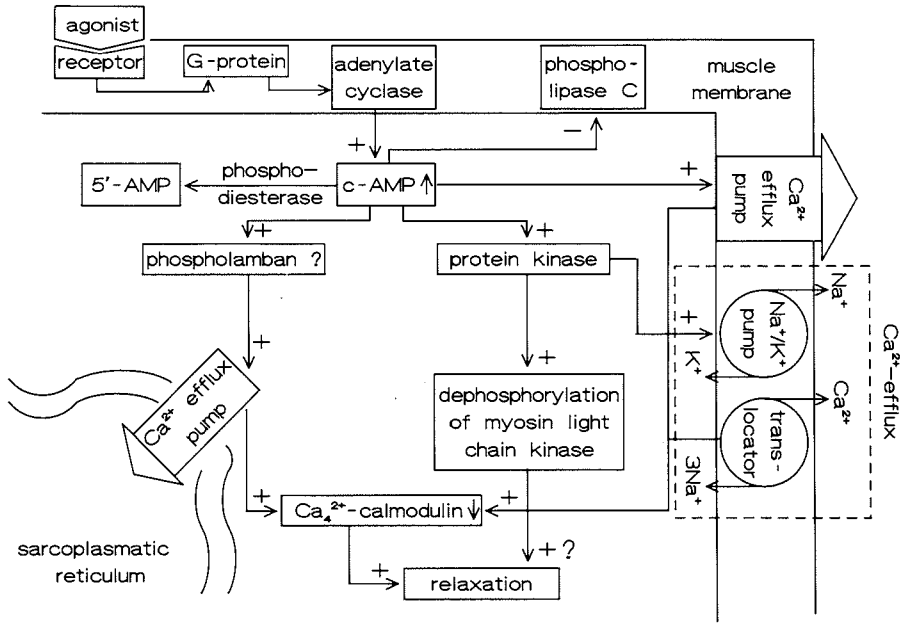 agonist
receptor
G-protein
adenylate
cyclase
phospho-
lipase C
muscle
membrane
+
−
5'-AMP
phospho-
diesterase
c-AMP ↑
+
Ca²⁺
efflux
pump
+
+
phospholamban ?
protein kinase
+
+
+
Na⁺/K⁺
pump
Na⁺
K⁺
Ca²⁺-efflux
Ca²⁺ efflux
pump
dephosphorylation
of myosin light
chain kinase
trans-
locator
Ca²⁺
3Na⁺
+
+
Ca₄²⁺-calmodulin ↓
sarcoplasmatic
reticulum
+ ?
+
relaxation